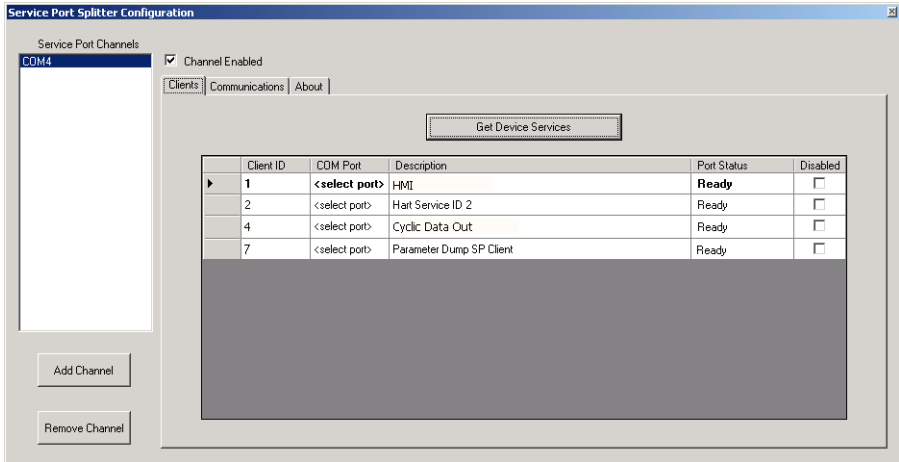 Service Port Splitter Configuration
Service Port Channels
COM4
Channel Enabled
Clients Communications About
Get Device Services
Client ID COM Port Description Port Status Disabled
1 <select port> HMI Ready
2 <select port> Hart Service ID 2 Ready
4 <select port> Cyclic Data Out Ready
7 <select port> Parameter Dump SP Client Ready
Add Channel
Remove Channel